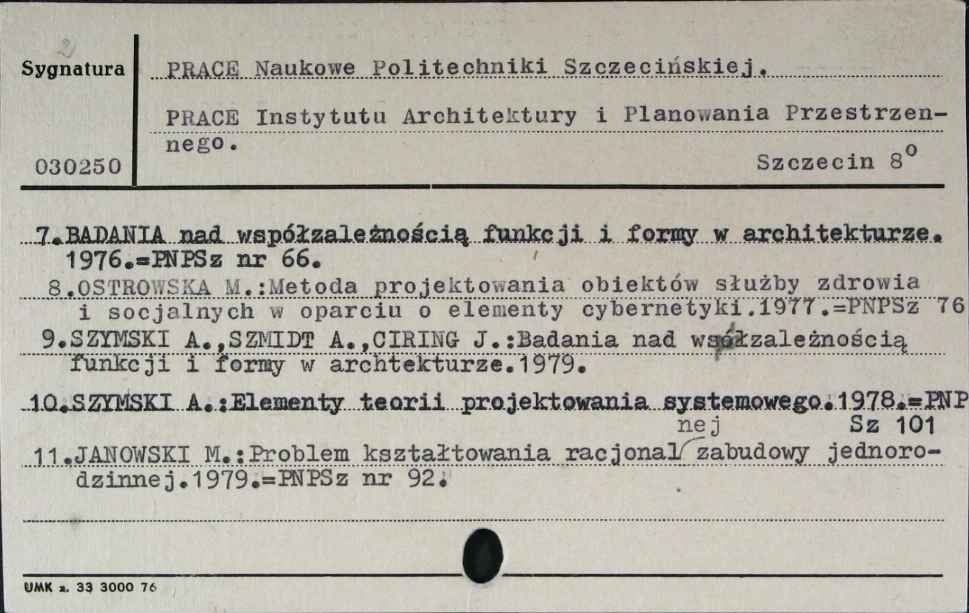 2
Sygnatura
PRACE Naukowe Politechniki Szczecińskiej.
PRACE Instytutu Architektury i Planowania Przestrzen-
nego.
030250
Szczecin 8º
7.BADANIA nad współzależnością funkcji i formy w architekturze.
1976.=PNPSz nr 66.
8.OSTROWSKA M.:Metoda projektowania obiektów służby zdrowia
i socjalnych w oparciu o elementy cybernetyki.1977.=PNPSz 76
9.SZYMSKI A.,SZMIDT A.,CIRING J.:Badania nad współzależnością
funkcji i formy w archtekturze.1979.
10.SZYMSKI A.:Elementy teorii projektowania systemowego.1978.=PNP
Sz 101
nej
11.JANOWSKI M.:Problem kształtowania racjonal zabudowy jednoro-
dzinnej.1979.=PNPSz nr 92.
UMK z. 33 3000 76